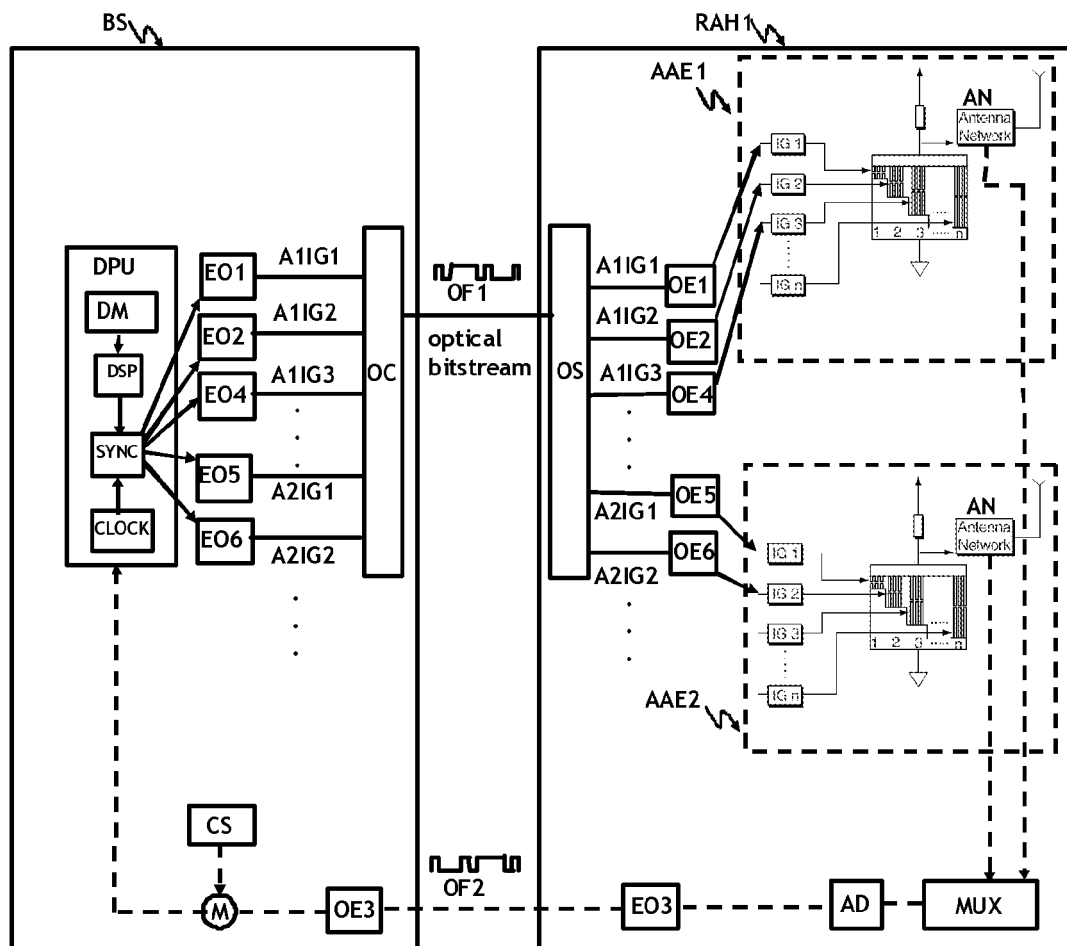 BS
RAH1
AAE1
AN
Antenna
Network
IG 1
IG 2
IG 3
IG n
1 2 3 ...... n
DPU
DM
DSP
SYNC
CLOCK
EO1
EO2
EO4
EO5
EO6
A1IG1
A1IG2
A1IG3
A2IG1
A2IG2
OC
OF1
optical
bitstream
OS
A1IG1
A1IG2
A1IG3
A2IG1
A2IG2
OE1
OE2
OE4
OE5
OE6
AN
Antenna
Network
IG 1
IG 2
IG 3
IG n
1 2 3 ...... n
AAE2
CS
M
OE3
OF2
EO3
AD
MUX